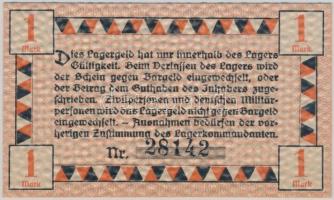 1 Mark 1 Mark
Dies Lagergeld hat nur innerhalb des Lagers
Gültigkeit. Beim Verlassen des Lagers wird
der Schein gegen Bargeld eingewechselt, oder
der Betrag dem Guthaben des Inhabers zuge-
schrieben. Zivilpersonen und deutschen Militär-
personen wird das Lagergeld nicht gegen Bargeld
eingewechselt. – Ausnahmen bedürfen der vor-
herigen Zustimmung des Lagerkommandanten.
Nr. 28142
1 Mark 1 Mark